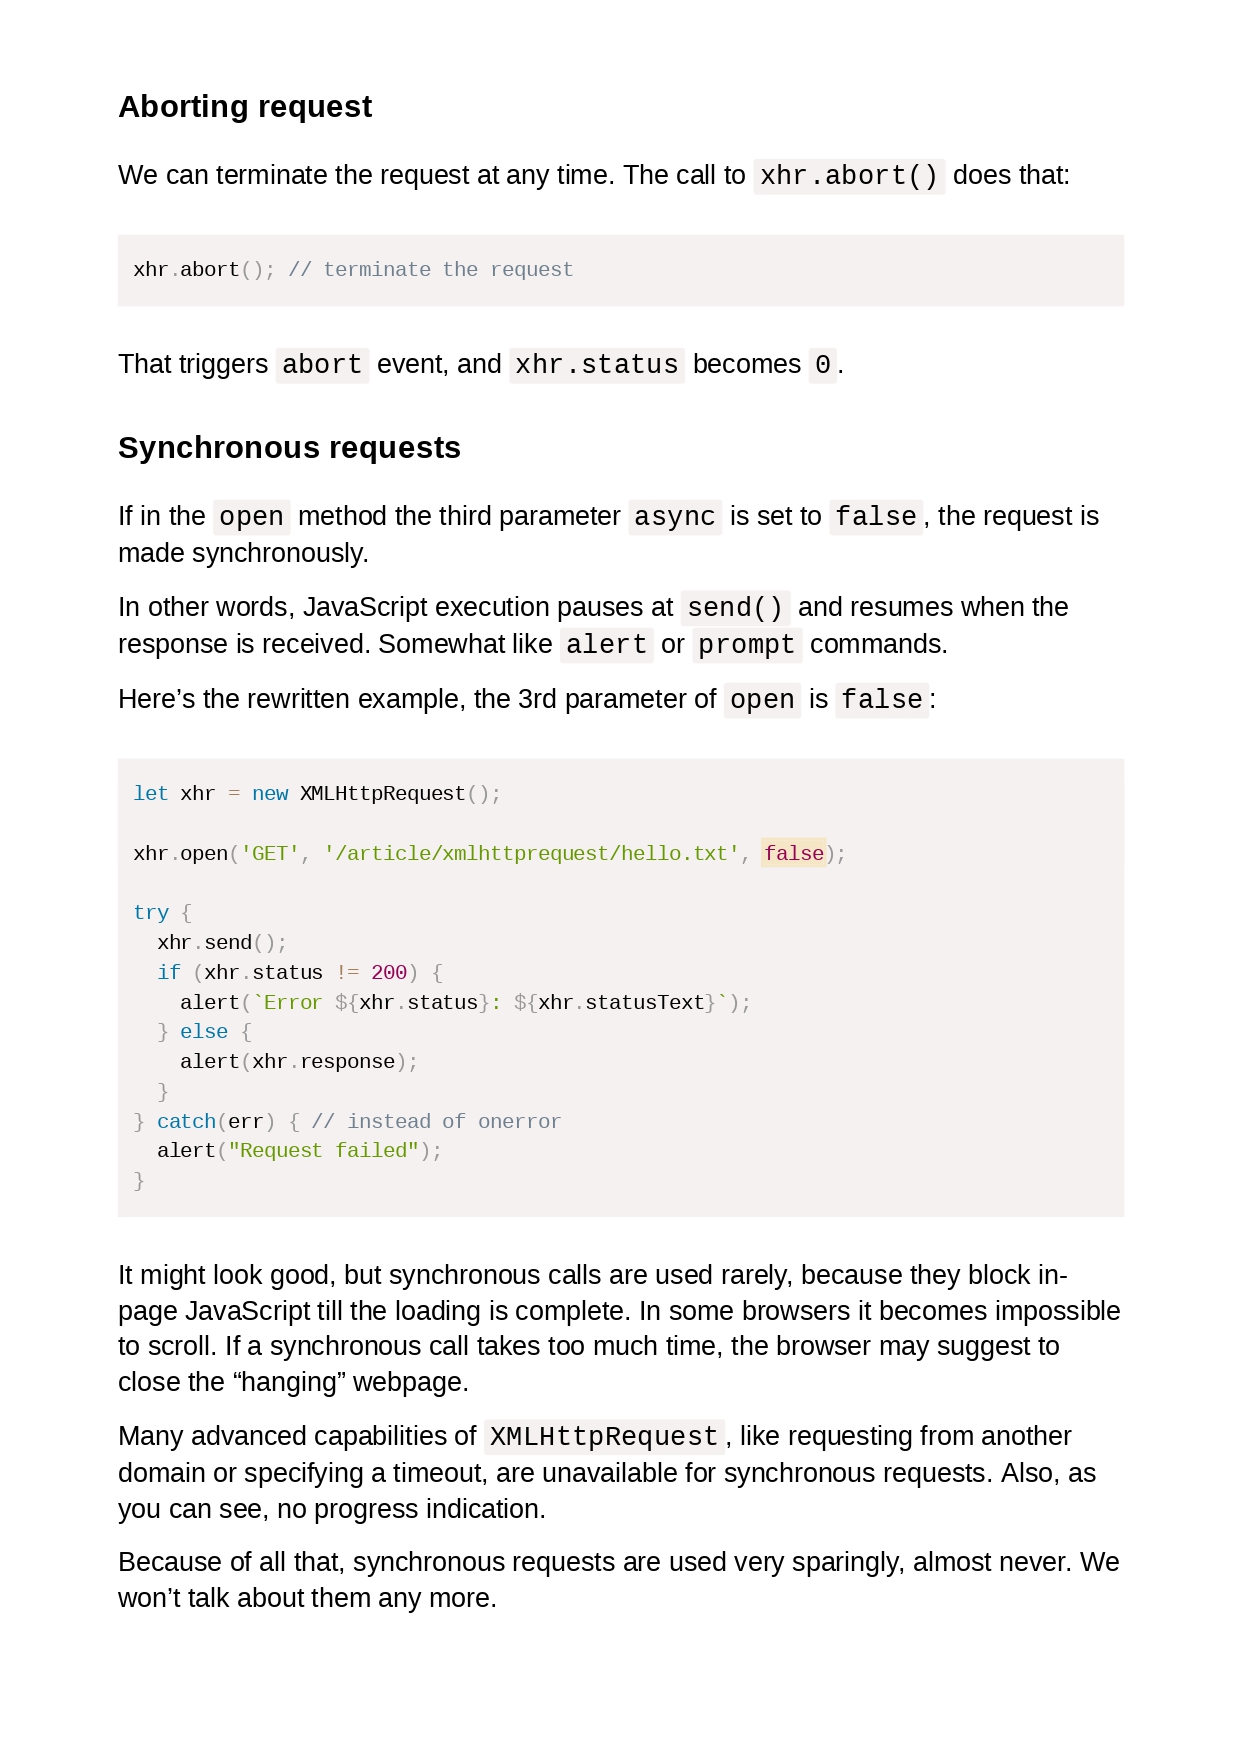 Aborting request
We can terminate the request at any time. The call to xhr.abort() does that:
xhr.abort(); // terminate the request
That triggers abort event, and xhr.status becomes 0.
Synchronous requests
If in the open method the third parameter async is set to false, the request is
made synchronously.
In other words, JavaScript execution pauses at send() and resumes when the
response is received. Somewhat like alert or prompt commands.
Here’s the rewritten example, the 3rd parameter of open is false:
let xhr = new XMLHttpRequest();
xhr.open('GET', '/article/xmlhttprequest/hello.txt', false);
try {
  xhr.send();
  if (xhr.status != 200) {
    alert(`Error ${xhr.status}: ${xhr.statusText}`);
  } else {
    alert(xhr.response);
  }
} catch(err) { // instead of onerror
  alert("Request failed");
}
It might look good, but synchronous calls are used rarely, because they block in-
page JavaScript till the loading is complete. In some browsers it becomes impossible
to scroll. If a synchronous call takes too much time, the browser may suggest to
close the “hanging” webpage.
Many advanced capabilities of XMLHttpRequest, like requesting from another
domain or specifying a timeout, are unavailable for synchronous requests. Also, as
you can see, no progress indication.
Because of all that, synchronous requests are used very sparingly, almost never. We
won’t talk about them any more.